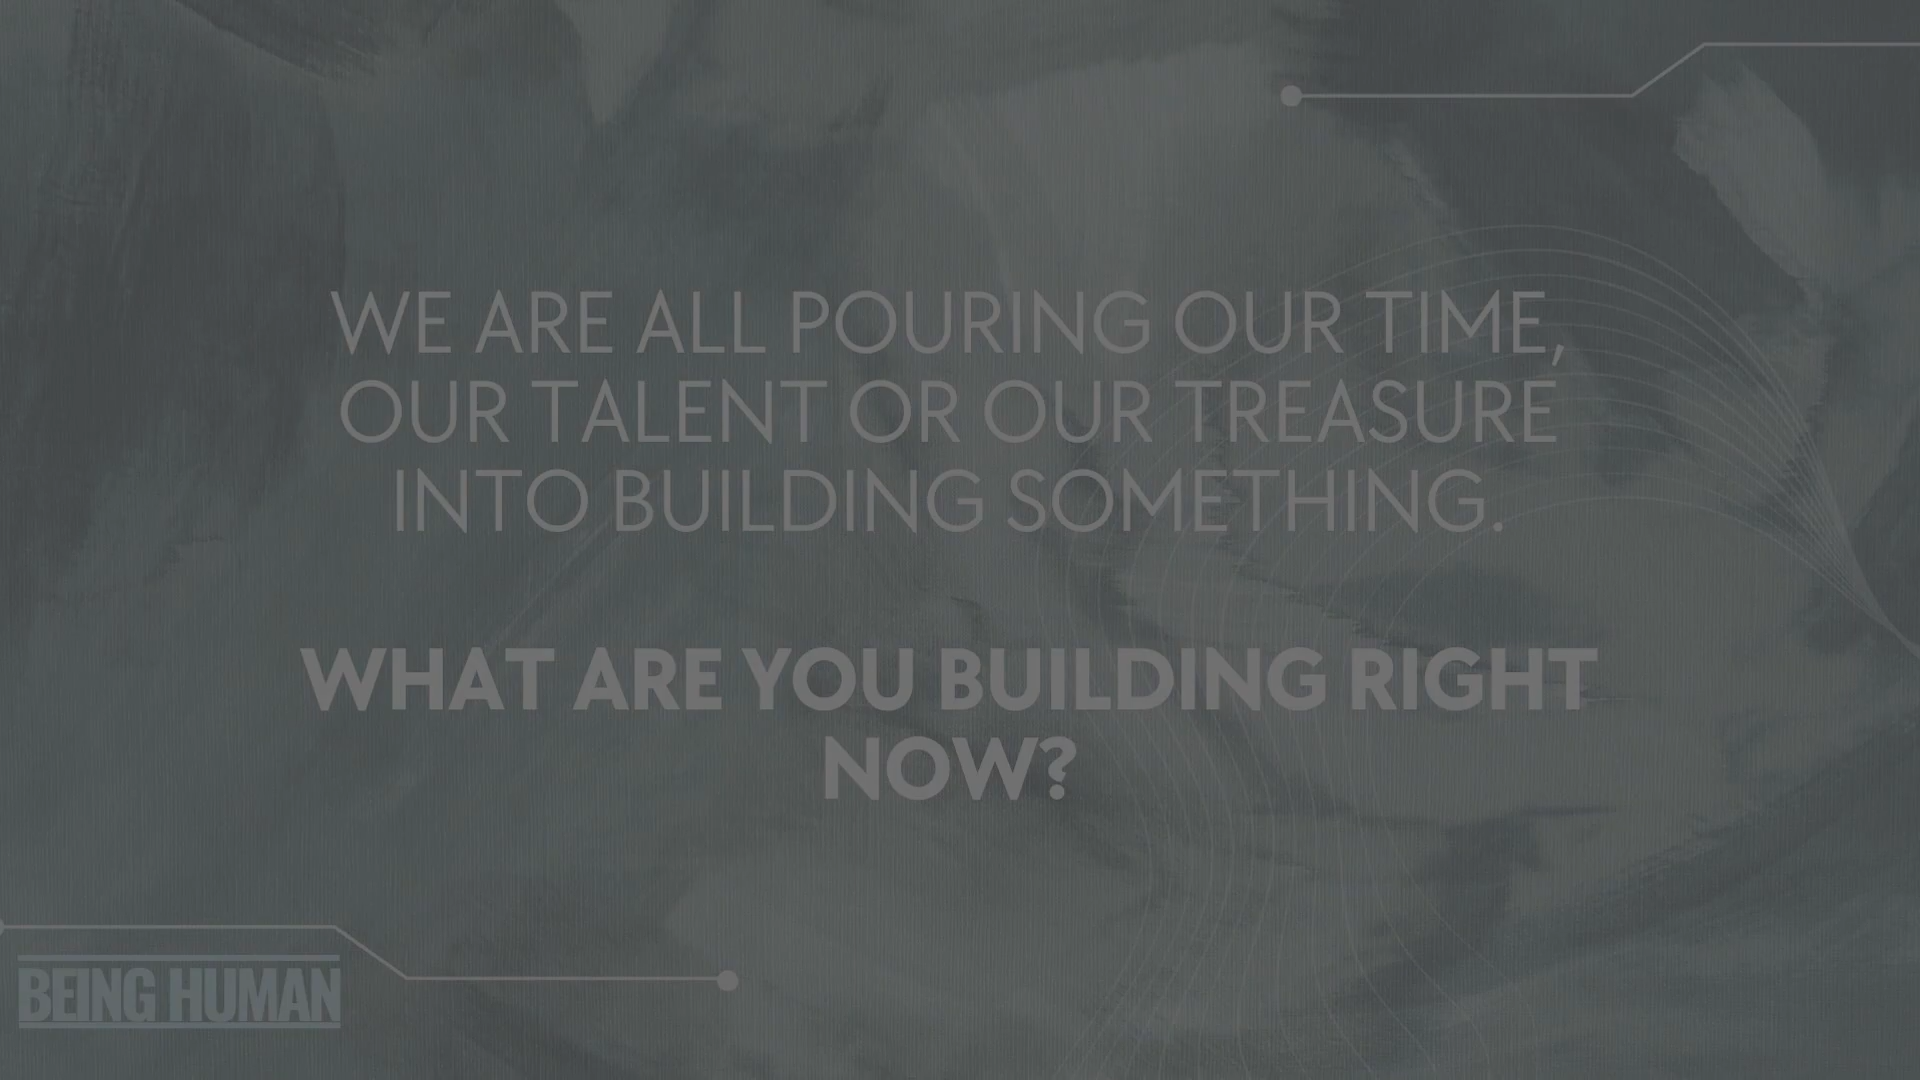 WE ARE ALL POURING OUR TIME,
OUR TALENT OR OUR TREASURE
INTO BUILDING SOMETHING.
WHAT ARE YOU BUILDING RIGHT
NOW?
BEING HUMAN